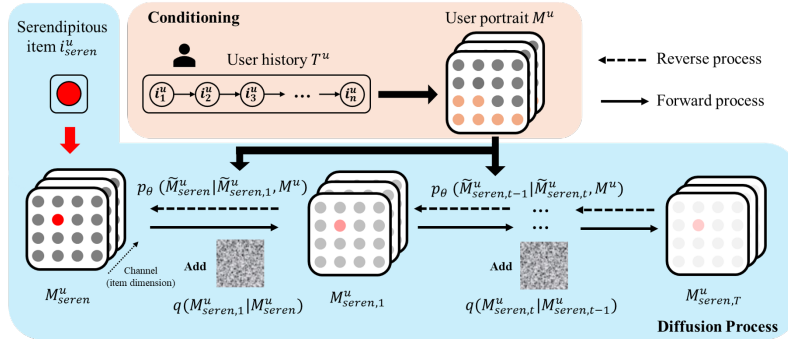 Serendipitous
item i^u_seren
Conditioning
User history T^u
i^u_1 i^u_2 i^u_3 ... i^u_n
User portrait M^u
Reverse process
Forward process
p_θ (M̃^u_seren|M̃^u_seren,1, M^u)
p_θ (M̃^u_seren,t−1|M̃^u_seren,t, M^u)
...
...
Channel
(item dimension)
Add
Add
M^u_seren
q(M^u_seren,1|M^u_seren)
M^u_seren,1
q(M^u_seren,t|M^u_seren,t−1)
M^u_seren,T
Diffusion Process